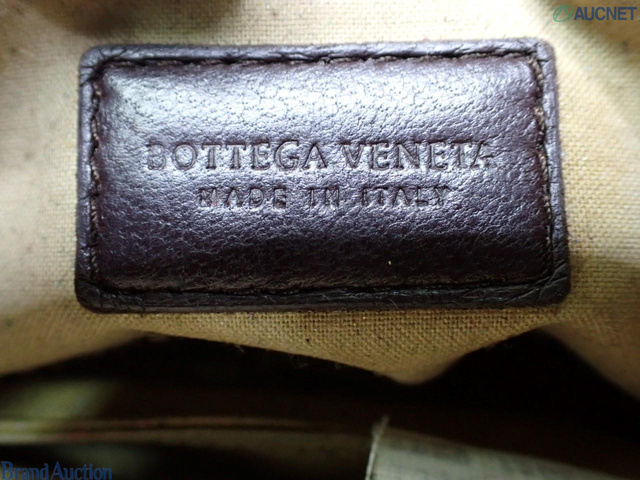 AUCNET
BOTTEGA VENETA
MADE IN ITALY
Brand Auction